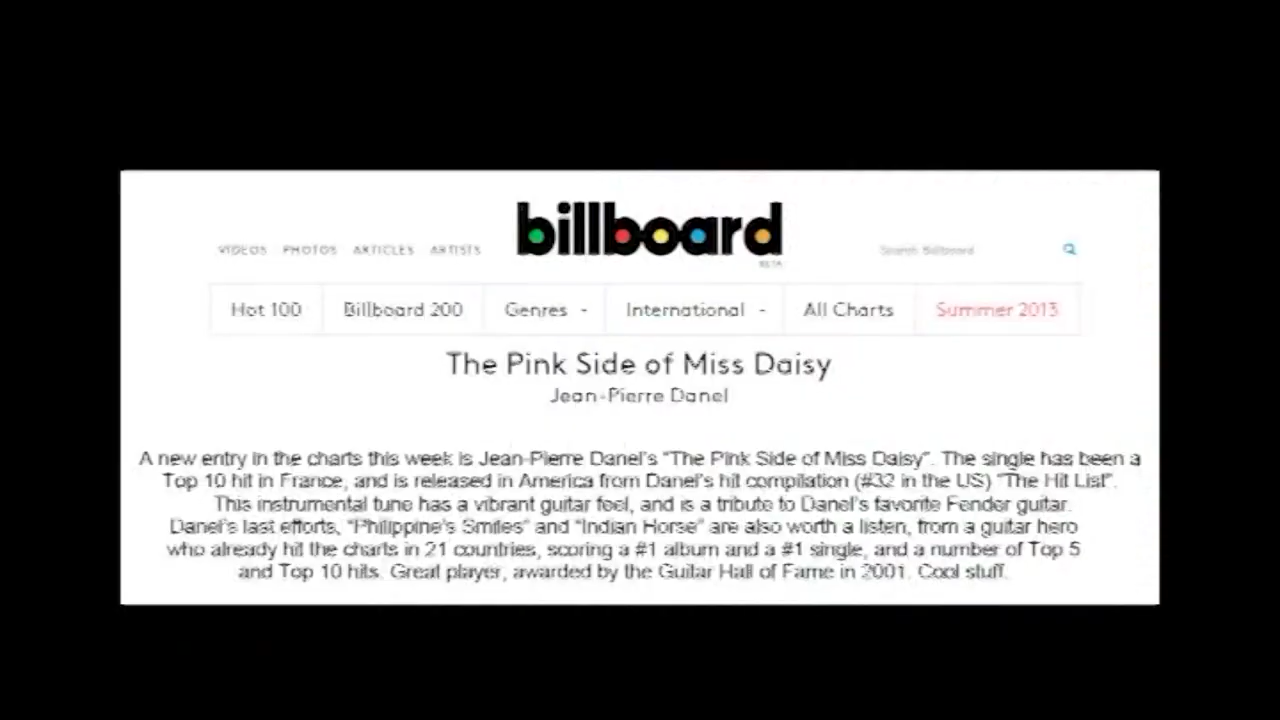 billboard
BETA
VIDEOS PHOTOS ARTICLES ARTISTS
Search Billboard
Hot 100 Billboard 200 Genres - International - All Charts Summer 2013
The Pink Side of Miss Daisy
Jean-Pierre Danel
A new entry in the charts this week is Jean-Pierre Danel's "The Pink Side of Miss Daisy". The single has been a
Top 10 hit in France, and is released in America from Danel's hit compilation (#32 in the US) "The Hit List".
This instrumental tune has a vibrant guitar feel, and is a tribute to Danel's favorite Fender guitar.
Danel's last efforts, "Philippine's Smiles" and "Indian Horse" are also worth a listen, from a guitar hero
who already hit the charts in 21 countries, scoring a #1 album and a #1 single, and a number of Top 5
and Top 10 hits. Great player, awarded by the Guitar Hall of Fame in 2001. Cool stuff.